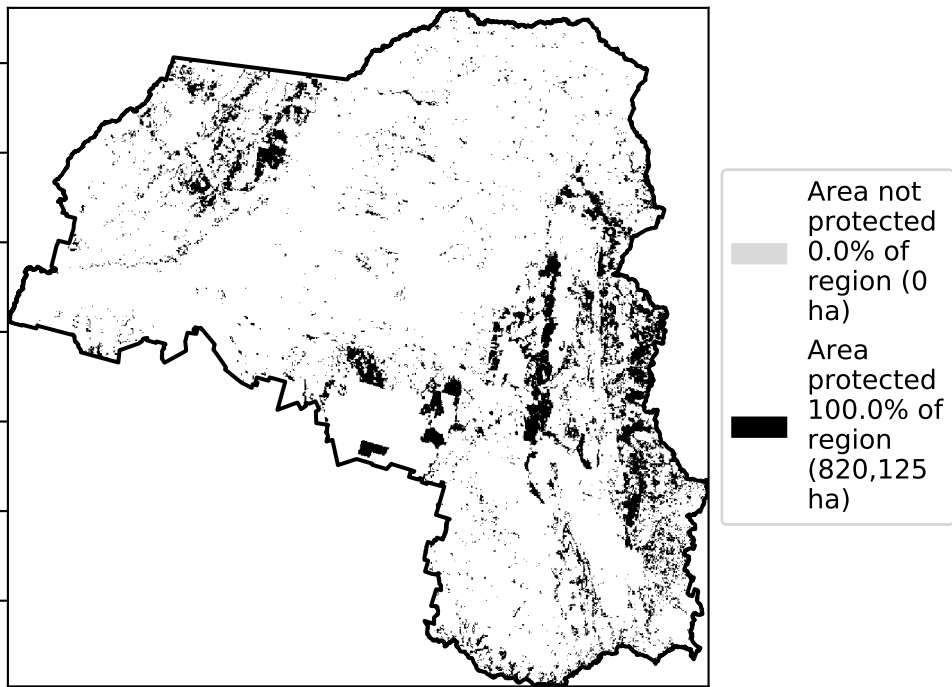 Area not
protected
0.0% of
region (0
ha)
Area
protected
100.0% of
region
(820,125
ha)